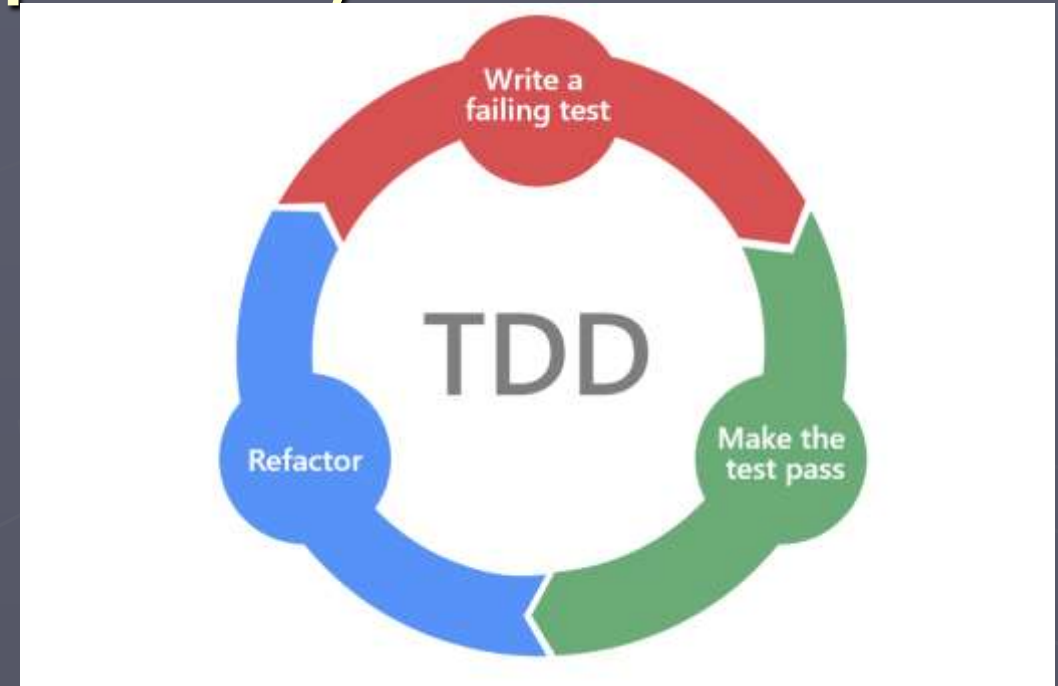 Write a
failing test
TDD
Make the
test pass
Refactor